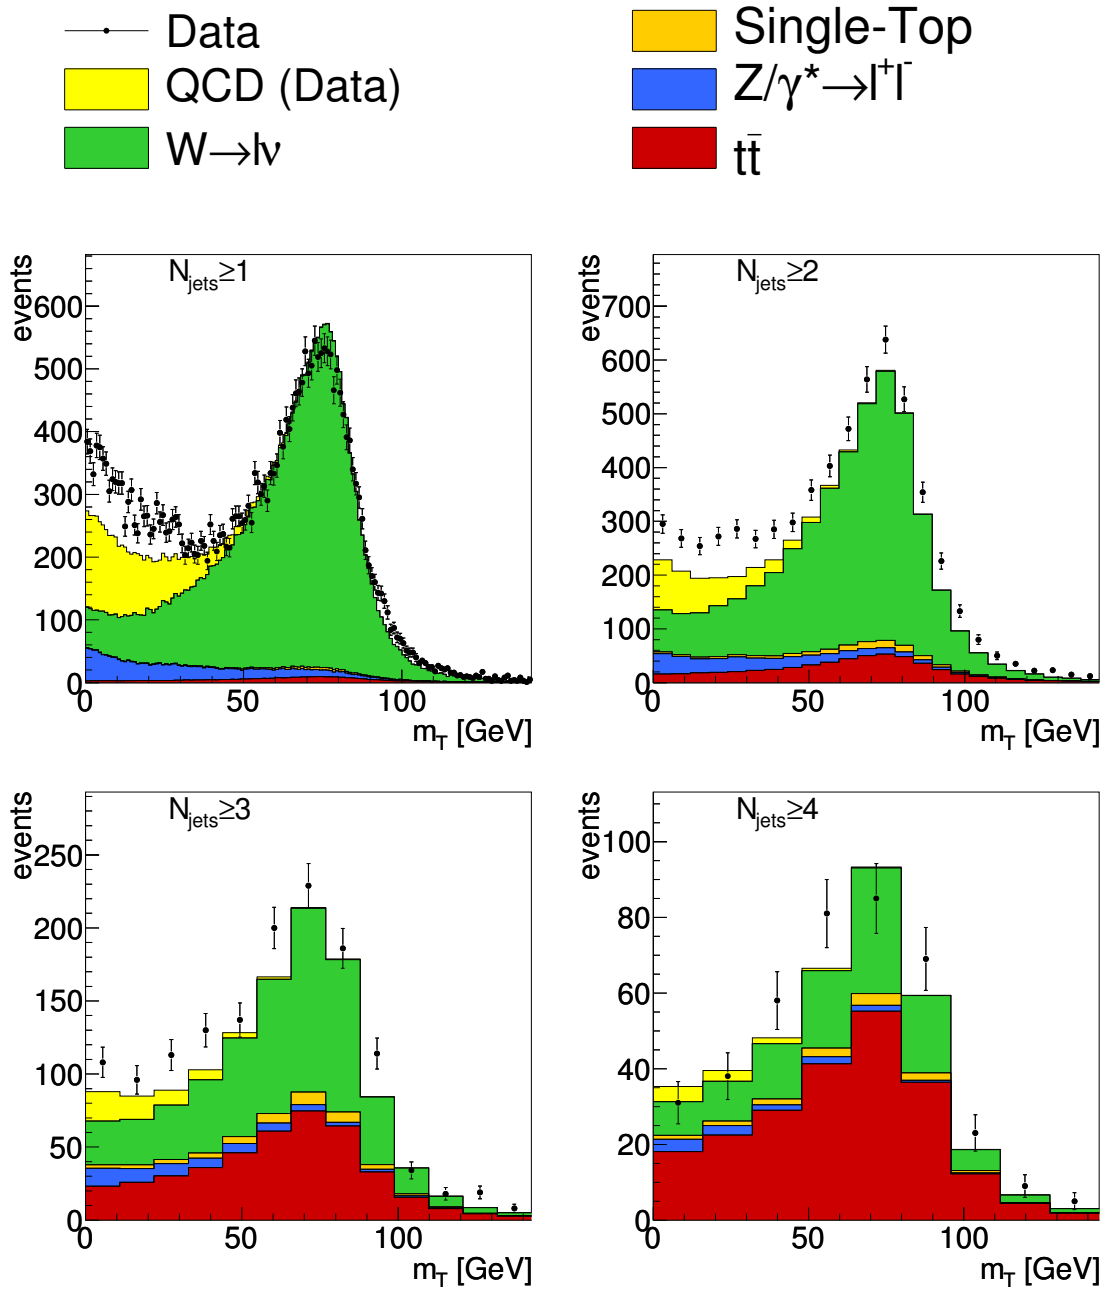 Data
QCD (Data)
W→lν
Single-Top
Z/γ*→l⁺l⁻
tt̄
events
N_jets≥1
600
500
400
300
200
100
0
0 50 100
m_T [GeV]
events
N_jets≥2
700
600
500
400
300
200
100
0
0 50 100
m_T [GeV]
events
N_jets≥3
250
200
150
100
50
0
0 50 100
m_T [GeV]
events
N_jets≥4
100
80
60
40
20
0
0 50 100
m_T [GeV]